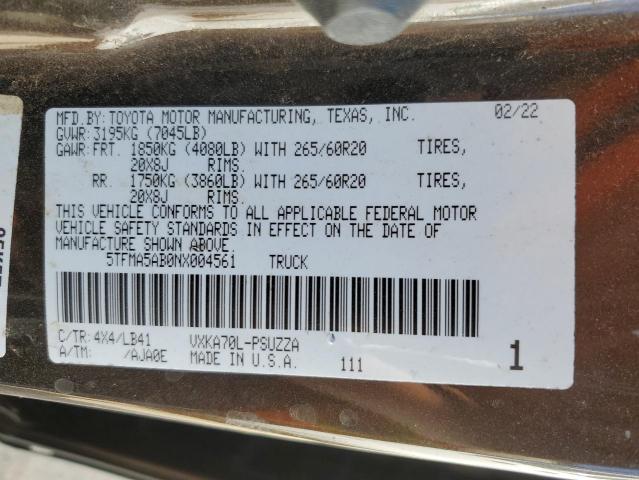 MFD.BY: TOYOTA MOTOR MANUFACTURING, TEXAS, INC. 02/22
GVWR: 3195KG (7045LB)
GAWR: FRT. 1850KG (4080LB) WITH 265/60R20 TIRES,
20X8J RIMS.
RR. 1750KG (3860LB) WITH 265/60R20 TIRES,
20X8J RIMS.
THIS VEHICLE CONFORMS TO ALL APPLICABLE FEDERAL MOTOR
VEHICLE SAFETY STANDARDS IN EFFECT ON THE DATE OF
MANUFACTURE SHOWN ABOVE.
5TFMA5AB0NX004561 TRUCK
C/TR: 4X4/LB41 VXKA70L-PSUZZA
A/TM: /AJA0E MADE IN U.S.A. 111 1